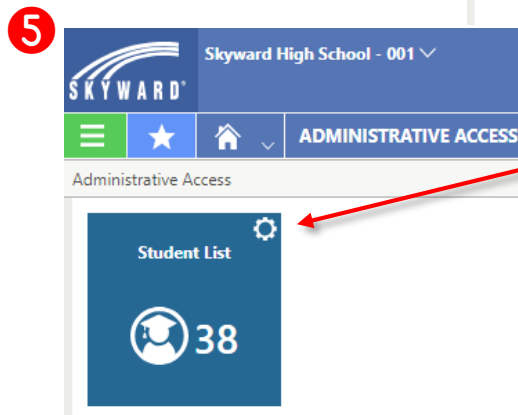 5
Skyward High School - 001
SKYWARD®
ADMINISTRATIVE ACCESS
Administrative Access
Student List
38